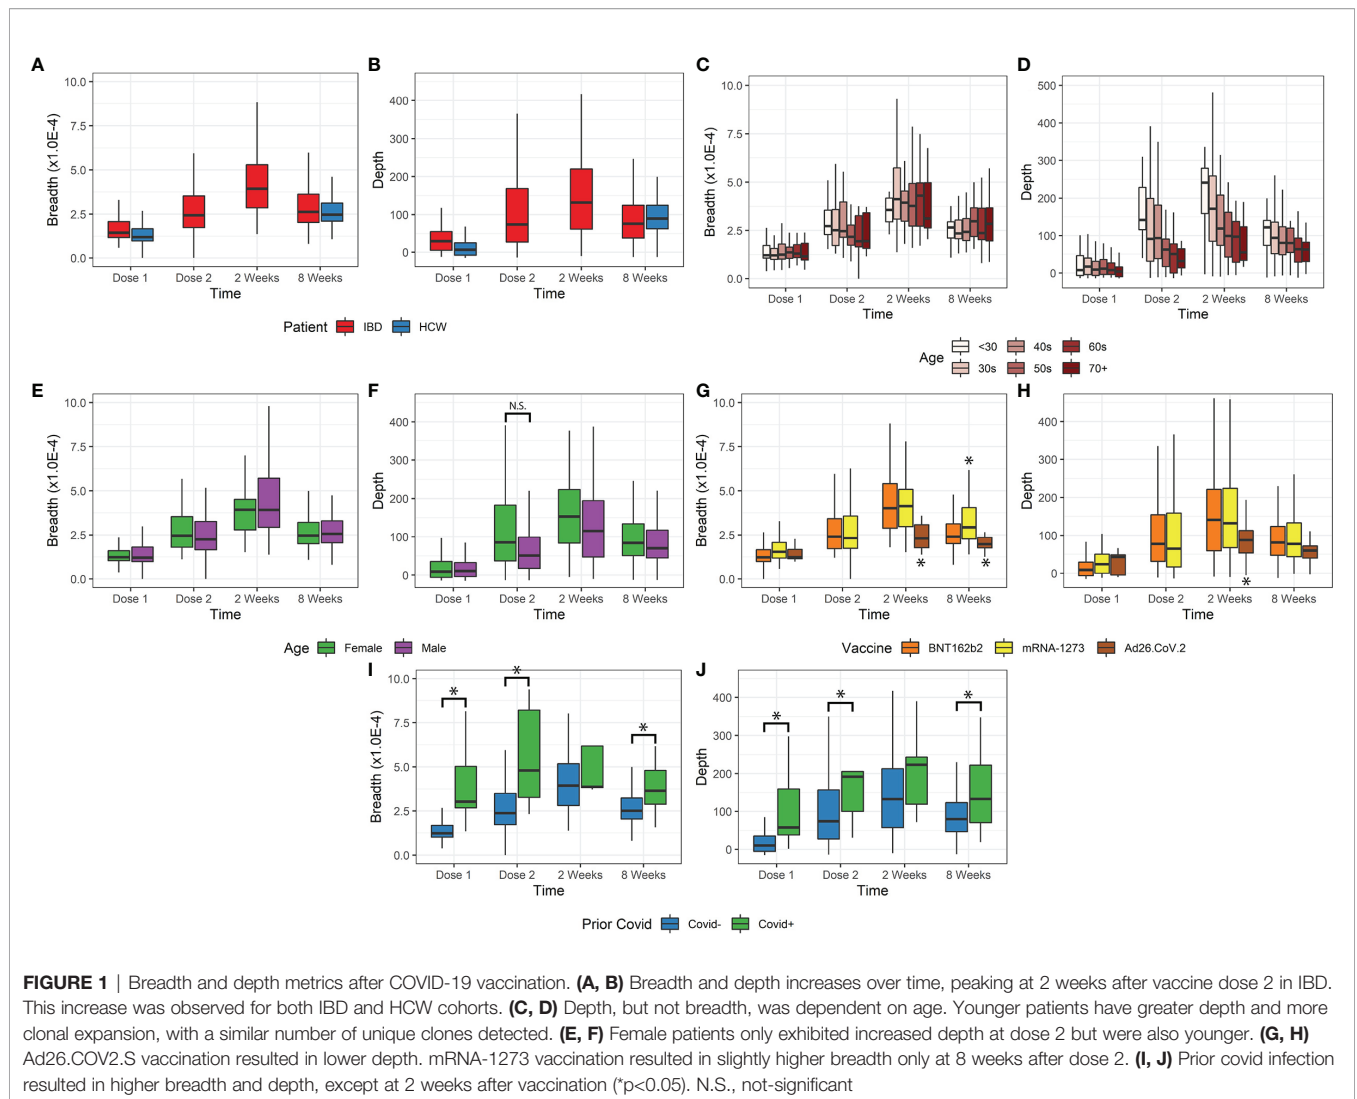 A
B
C
D
10.0
7.5
5.0
2.5
0.0
Breadth (x1.0E-4)
Dose 1 Dose 2 2 Weeks 8 Weeks
Time
400
300
200
100
0
Depth
Dose 1 Dose 2 2 Weeks 8 Weeks
Time
Patient IBD HCW
10.0
7.5
5.0
2.5
0.0
Breadth (x1.0E-4)
Dose 1 Dose 2 2 Weeks 8 Weeks
Time
500
400
300
200
100
0
Depth
Dose 1 Dose 2 2 Weeks 8 Weeks
Time
Age <30 40s 60s
30s 50s 70+
E
F
G
H
10.0
7.5
5.0
2.5
0.0
Breadth (x1.0E-4)
Dose 1 Dose 2 2 Weeks 8 Weeks
Time
N.S.
400
300
200
100
0
Depth
Dose 1 Dose 2 2 Weeks 8 Weeks
Time
Age Female Male
10.0
7.5
5.0
2.5
0.0
Breadth (x1.0E-4)
*
* *
Dose 1 Dose 2 2 Weeks 8 Weeks
Time
400
300
200
100
0
Depth
*
Dose 1 Dose 2 2 Weeks 8 Weeks
Time
Vaccine BNT162b2 mRNA-1273 Ad26.CoV.2
I
J
10.0
7.5
5.0
2.5
0.0
Breadth (x1.0E-4)
* * *
Dose 1 Dose 2 2 Weeks 8 Weeks
Time
400
300
200
100
0
Depth
* * *
Dose 1 Dose 2 2 Weeks 8 Weeks
Time
Prior Covid Covid- Covid+
FIGURE 1 | Breadth and depth metrics after COVID-19 vaccination. (A, B) Breadth and depth increases over time, peaking at 2 weeks after vaccine dose 2 in IBD.
This increase was observed for both IBD and HCW cohorts. (C, D) Depth, but not breadth, was dependent on age. Younger patients have greater depth and more
clonal expansion, with a similar number of unique clones detected. (E, F) Female patients only exhibited increased depth at dose 2 but were also younger. (G, H)
Ad26.COV2.S vaccination resulted in lower depth. mRNA-1273 vaccination resulted in slightly higher breadth only at 8 weeks after dose 2. (I, J) Prior covid infection
resulted in higher breadth and depth, except at 2 weeks after vaccination (*p<0.05). N.S., not-significant